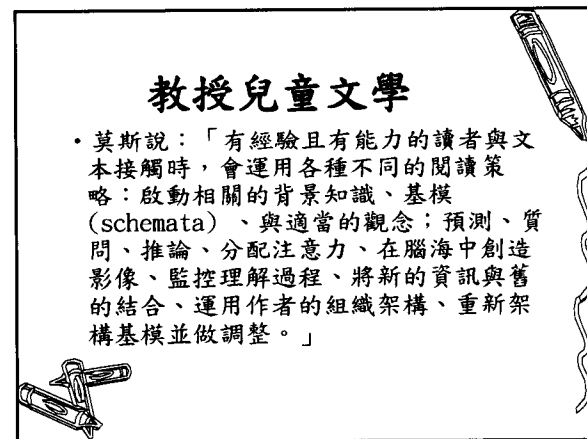 教授兒童文學
•莫斯說：「有經驗且有能力的讀者與文
本接觸時，會運用各種不同的閱讀策
略：啟動相關的背景知識、基模
(schemata) 、與適當的觀念；預測、質
問、推論、分配注意力、在腦海中創造
影像、監控理解過程、將新的資訊與舊
的結合、運用作者的組織架構、重新架
構基模並做調整。」